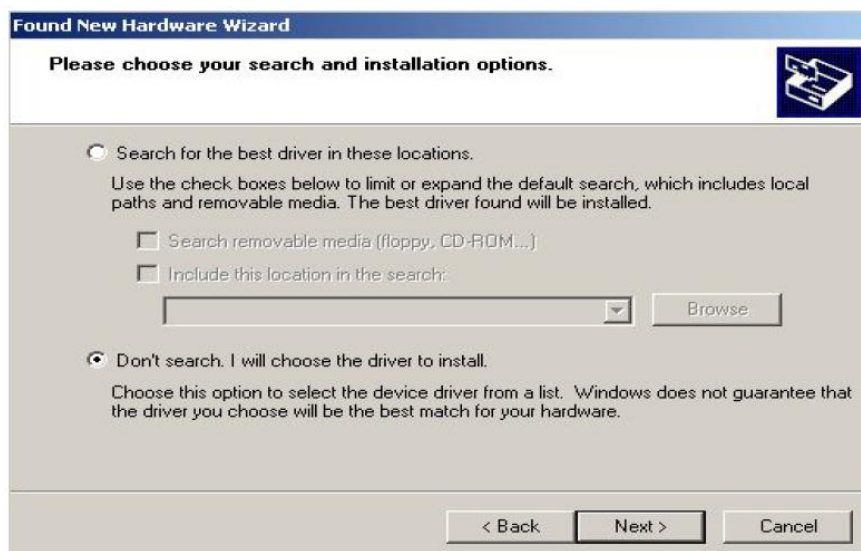 Found New Hardware Wizard
Please choose your search and installation options.
Search for the best driver in these locations.
Use the check boxes below to limit or expand the default search, which includes local
paths and removable media. The best driver found will be installed.
Search removable media (floppy, CD-ROM...)
Include this location in the search:
Browse
Don't search. I will choose the driver to install.
Choose this option to select the device driver from a list. Windows does not guarantee that
the driver you choose will be the best match for your hardware.
< Back Next > Cancel